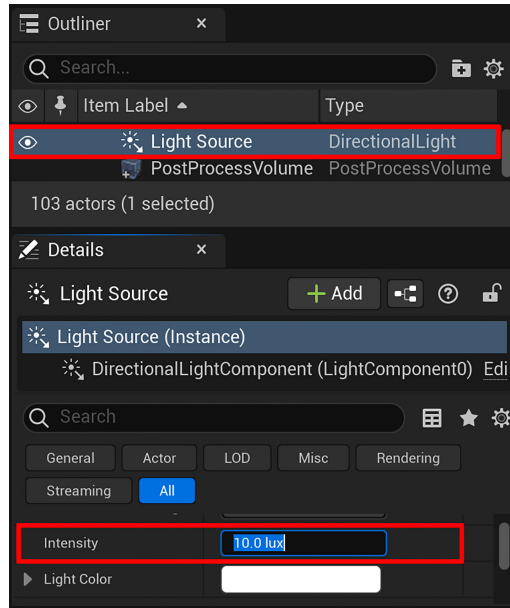 Outliner ×
Search...
Item Label Type
Light Source DirectionalLight
PostProcessVolume PostProcessVolume
103 actors (1 selected)
Details ×
Light Source + Add
Light Source (Instance)
DirectionalLightComponent (LightComponent0) Edi
Search
General Actor LOD Misc Rendering
Streaming All
Intensity 10.0 lux
Light Color